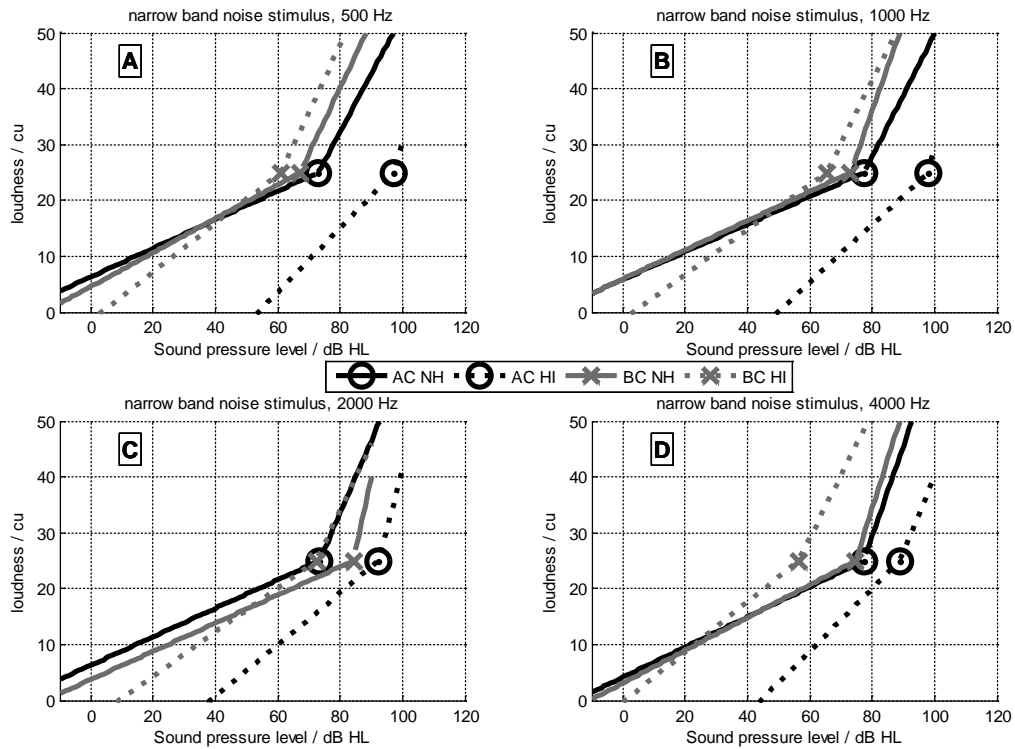 narrow band noise stimulus, 500 Hz
narrow band noise stimulus, 1000 Hz
A
B
50
40
30
20
10
0
loudness / cu
0 20 40 60 80 100 120
Sound pressure level / dB HL
50
40
30
20
10
0
loudness / cu
0 20 40 60 80 100 120
Sound pressure level / dB HL
AC NH AC HI BC NH BC HI
narrow band noise stimulus, 2000 Hz
narrow band noise stimulus, 4000 Hz
C
D
50
40
30
20
10
0
loudness / cu
0 20 40 60 80 100 120
Sound pressure level / dB HL
50
40
30
20
10
0
loudness / cu
0 20 40 60 80 100 120
Sound pressure level / dB HL